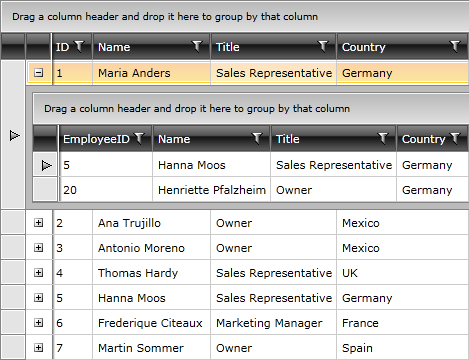 Drag a column header and drop it here to group by that column
ID Name Title Country
1 Maria Anders Sales Representative Germany
Drag a column header and drop it here to group by that column
EmployeeID Name Title Country
5 Hanna Moos Sales Representative Germany
20 Henriette Pfalzheim Owner Germany
2 Ana Trujillo Owner Mexico
3 Antonio Moreno Owner Mexico
4 Thomas Hardy Sales Representative UK
5 Hanna Moos Sales Representative Germany
6 Frederique Citeaux Marketing Manager France
7 Martin Sommer Owner Spain